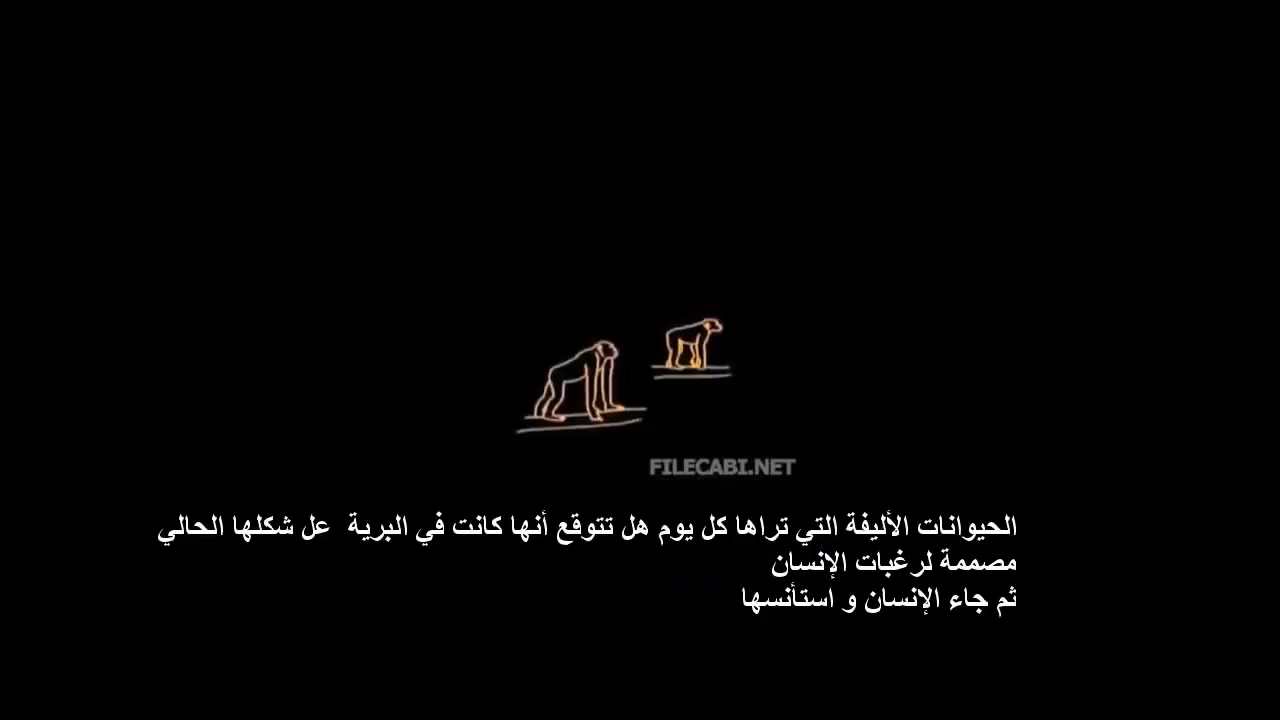 FILECABI.NET
الحيوانات الأليفة التي تراها كل يوم هل تتوقع أنها كانت في البرية عل شكلها الحالي
مصممة لرغبات الإنسان
ثم جاء الإنسان و استأنسها